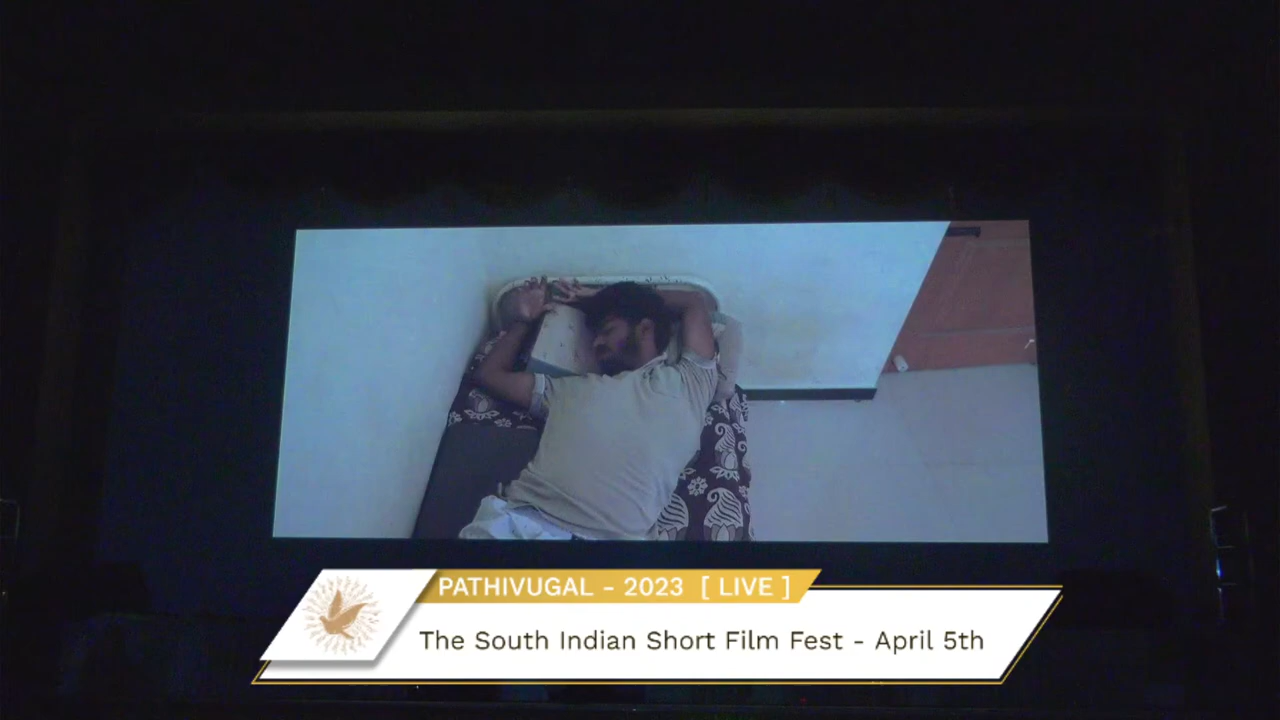 PATHIVUGAL - 2023 [ LIVE ]
The South Indian Short Film Fest - April 5th